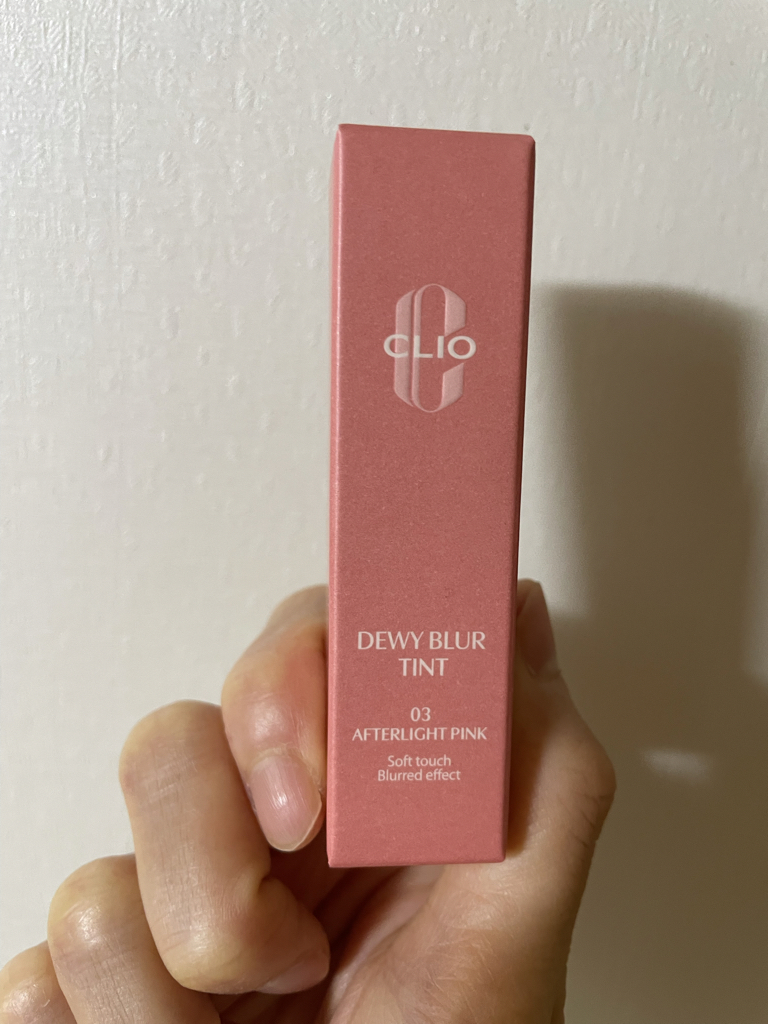 CLIO
DEWY BLUR
TINT
03
AFTERLIGHT PINK
Soft touch
Blurred effect